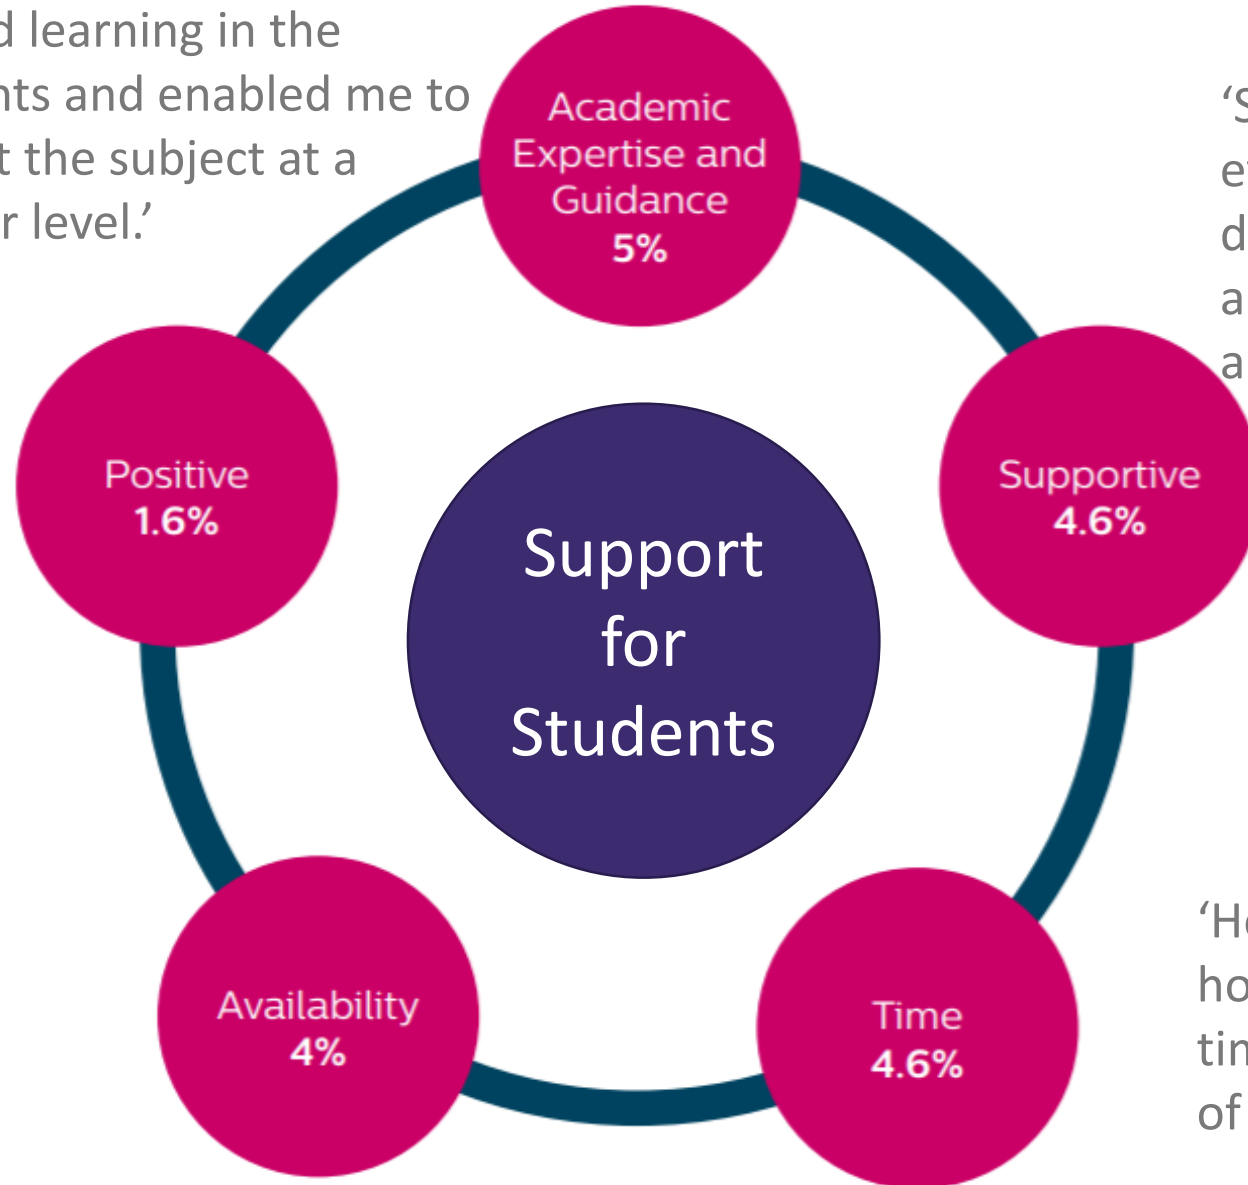 learning in the
and enabled me to
the subject at a
level.’
Academic
Expertise and
Guidance
5%
Supportive
4.6%
Time
4.6%
Availability
4%
Positive
1.6%
Support
for
Students
of